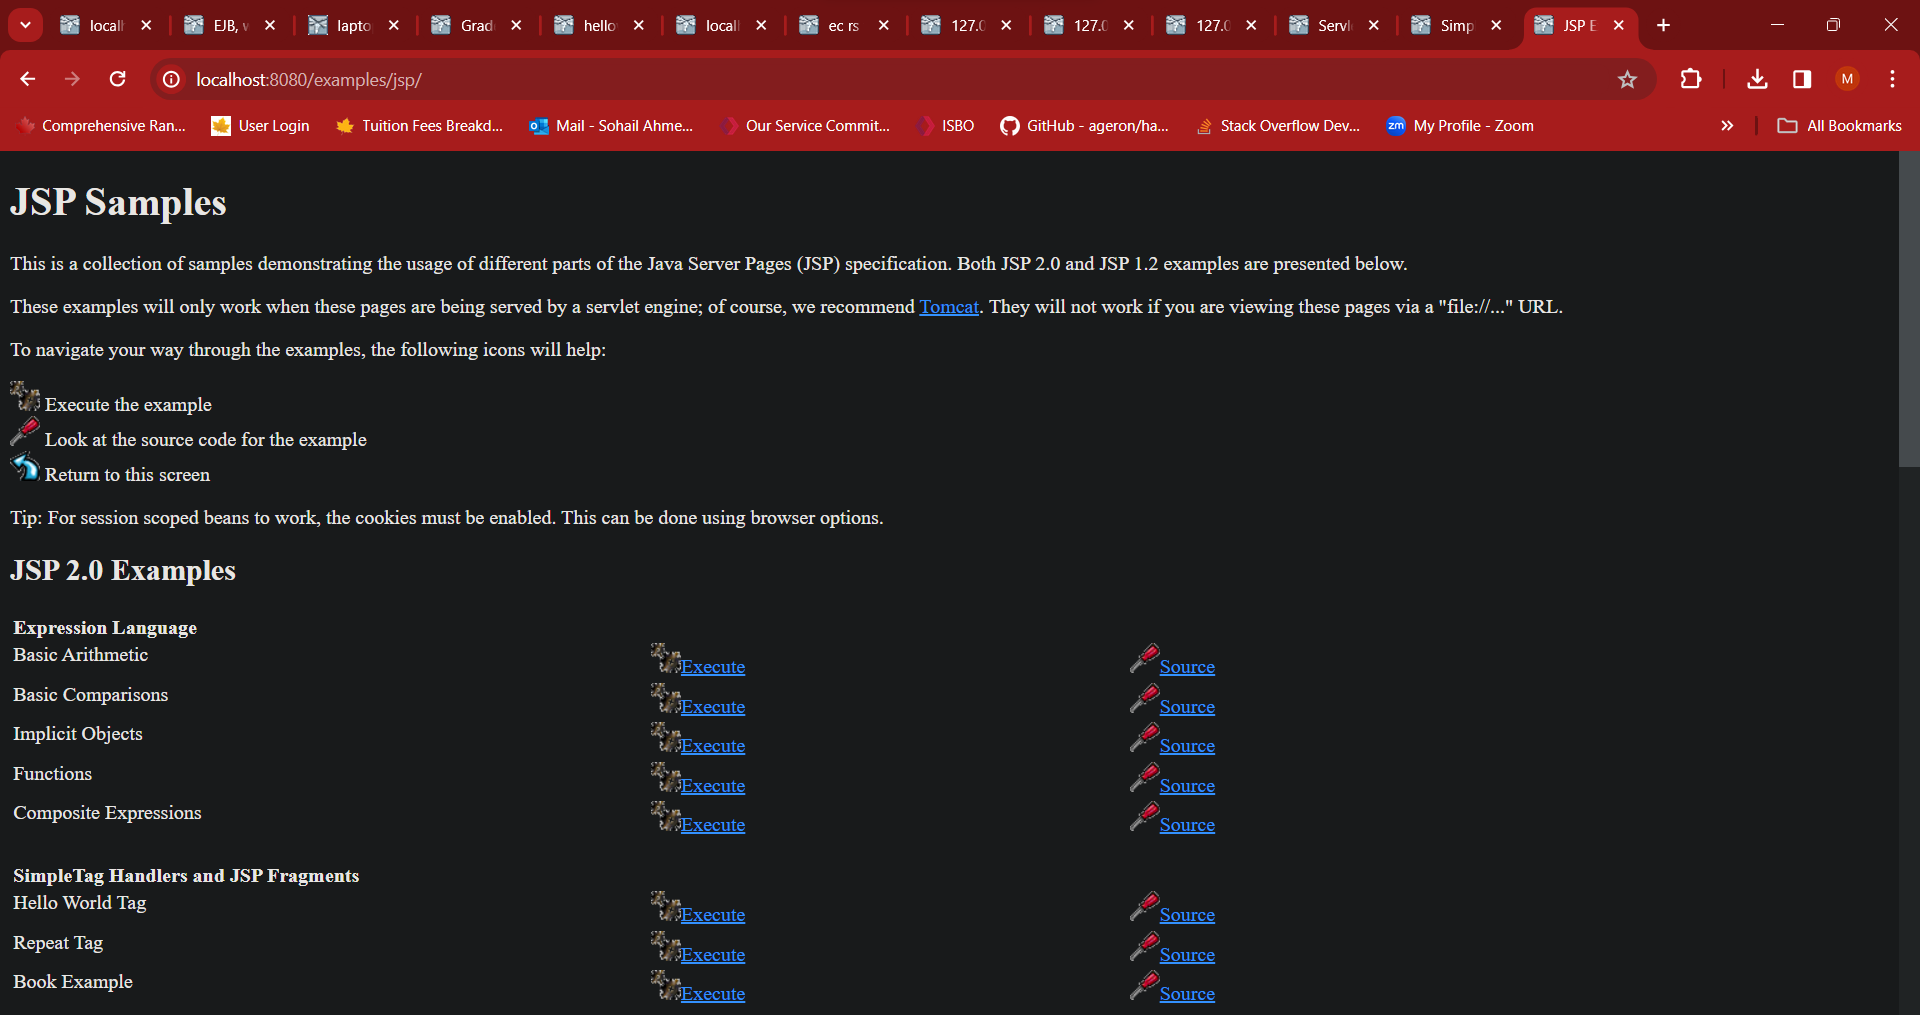 locall
EJB, v
lapto
Grad
hello
locall
ec rs
127.0
127.0
127.0
Servl
Simp
JSP E
localhost:8080/examples/jsp/
M
Comprehensive Ran...
User Login
Tuition Fees Breakd...
Mail - Sohail Ahme...
Our Service Commit...
ISBO
GitHub - ageron/ha...
Stack Overflow Dev...
zm My Profile - Zoom
All Bookmarks
JSP Samples
This is a collection of samples demonstrating the usage of different parts of the Java Server Pages (JSP) specification. Both JSP 2.0 and JSP 1.2 examples are presented below.
These examples will only work when these pages are being served by a servlet engine; of course, we recommend Tomcat. They will not work if you are viewing these pages via a "file://..." URL.
To navigate your way through the examples, the following icons will help:
Execute the example
Look at the source code for the example
Return to this screen
Tip: For session scoped beans to work, the cookies must be enabled. This can be done using browser options.
JSP 2.0 Examples
Expression Language
Basic Arithmetic Execute Source
Basic Comparisons Execute Source
Implicit Objects Execute Source
Functions Execute Source
Composite Expressions Execute Source
SimpleTag Handlers and JSP Fragments
Hello World Tag Execute Source
Repeat Tag Execute Source
Book Example Execute Source